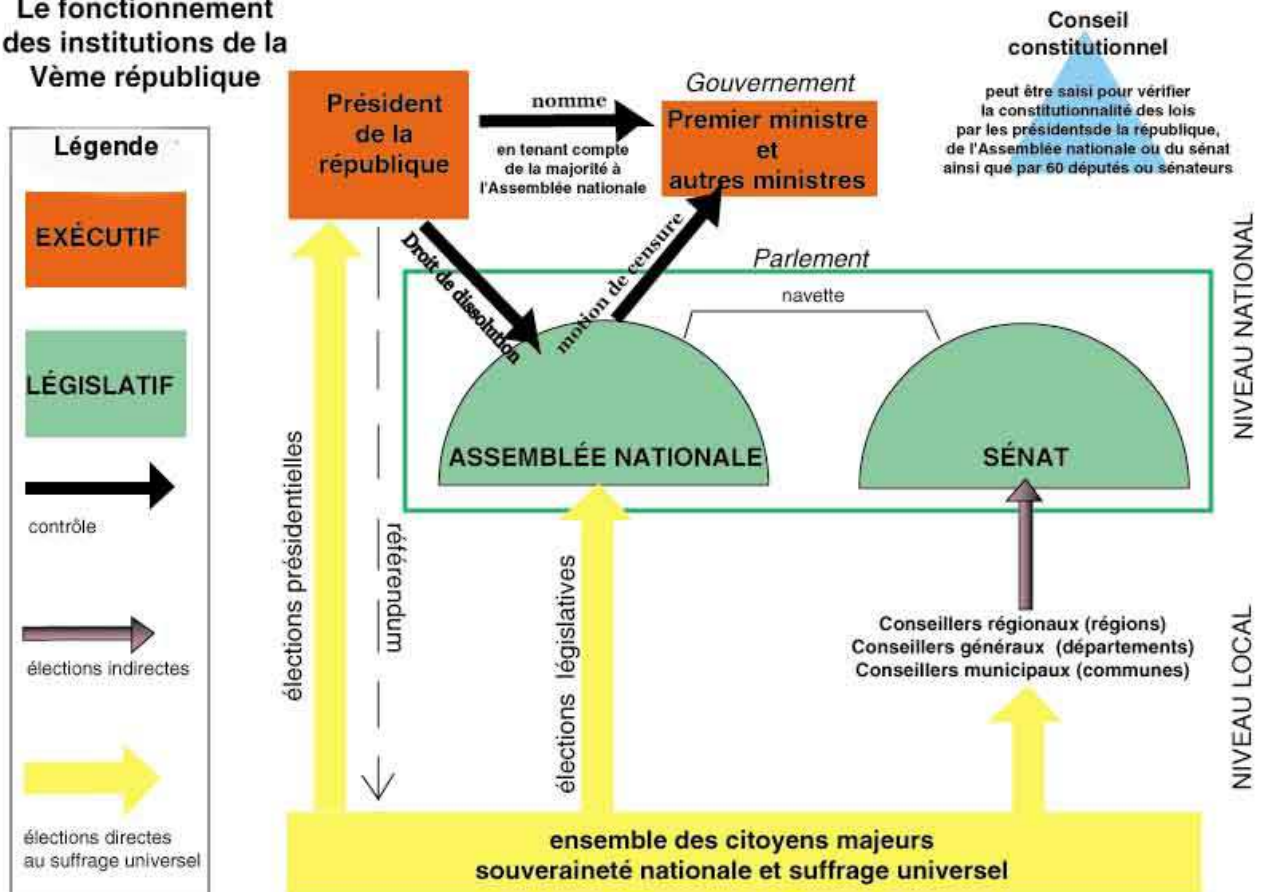 Le fonctionnement
des institutions de la
Vème république
Légende
EXÉCUTIF
LÉGISLATIF
contrôle
élections indirectes
élections directes
au suffrage universel
Président
de la
république
nomme
en tenant compte
de la majorité à
l'Assemblée nationale
Gouvernement
Premier ministre
et
autres ministres
Conseil
constitutionnel
peut être saisi pour vérifier
la constitutionnalité des lois
par les présidentsde la république,
de l'Assemblée nationale ou du sénat
ainsi que par 60 députés ou sénateurs
Droit de dissolution
motion de censure
Parlement
navette
ASSEMBLÉE NATIONALE
SÉNAT
NIVEAU NATIONAL
élections présidentielles
référendum
élections législatives
Conseillers régionaux (régions)
Conseillers généraux (départements)
Conseillers municipaux (communes)
NIVEAU LOCAL
ensemble des citoyens majeurs
souveraineté nationale et suffrage universel